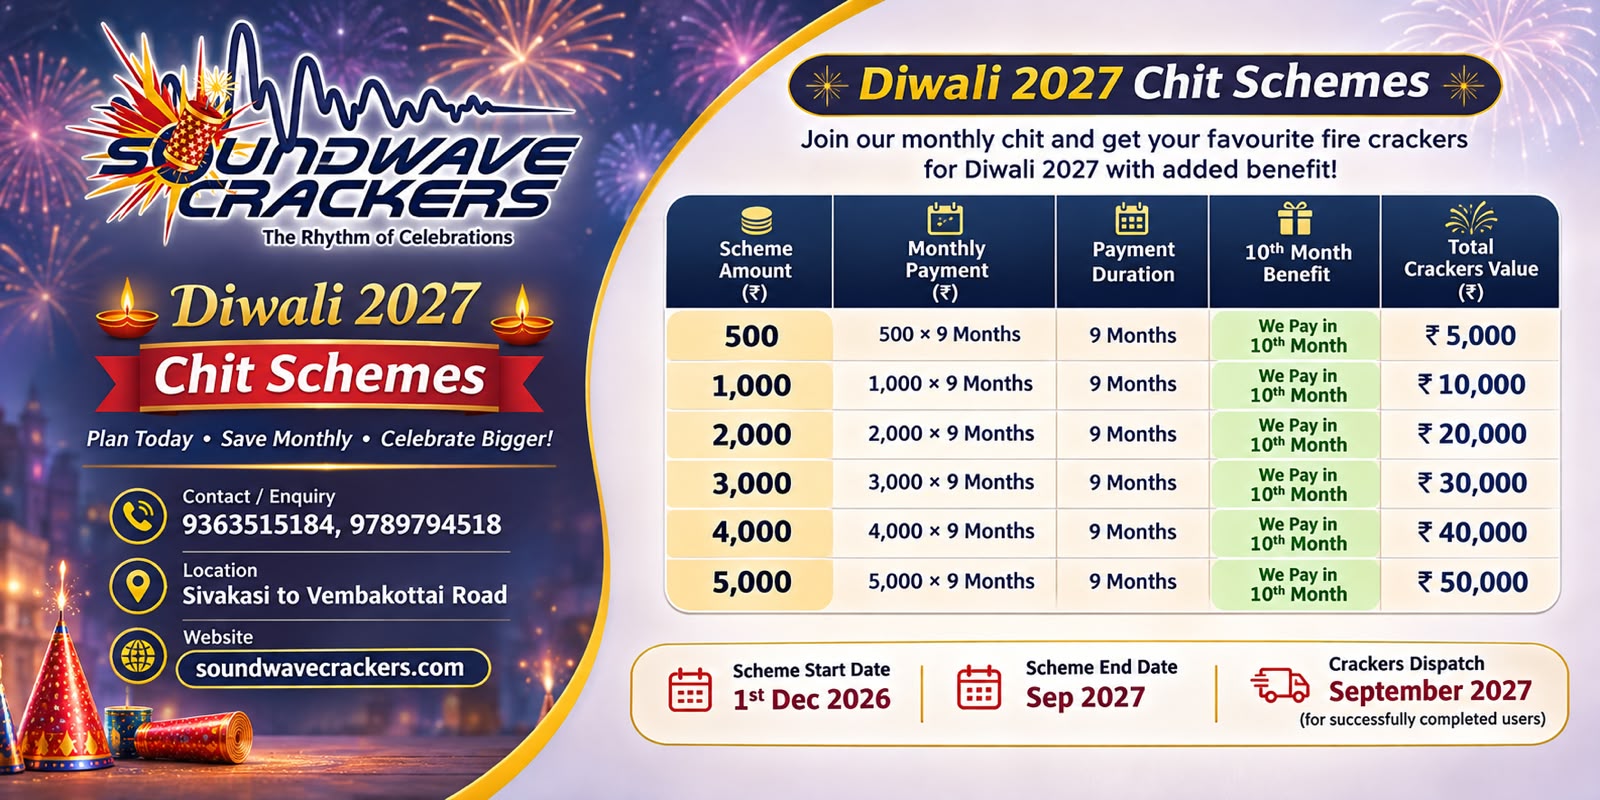 SOUNDWAVE
CRACKERS
The Rhythm of Celebrations
Diwali 2027
Chit Schemes
Plan Today • Save Monthly • Celebrate Bigger!
Contact / Enquiry
9363515184, 9789794518
Location
Sivakasi to Vembakottai Road
Website
soundwavecrackers.com
Diwali 2027 Chit Schemes
Join our monthly chit and get your favourite fire crackers
for Diwali 2027 with added benefit!
Scheme
Amount
(₹)
Monthly
Payment
(₹)
Payment
Duration
10th Month
Benefit
Total
Crackers Value
(₹)
500
500 × 9 Months
9 Months
We Pay in
10th Month
₹ 5,000
1,000
1,000 × 9 Months
9 Months
We Pay in
10th Month
₹ 10,000
2,000
2,000 × 9 Months
9 Months
We Pay in
10th Month
₹ 20,000
3,000
3,000 × 9 Months
9 Months
We Pay in
10th Month
₹ 30,000
4,000
4,000 × 9 Months
9 Months
We Pay in
10th Month
₹ 40,000
5,000
5,000 × 9 Months
9 Months
We Pay in
10th Month
₹ 50,000
Scheme Start Date
1st Dec 2026
Scheme End Date
Sep 2027
Crackers Dispatch
September 2027
(for successfully completed users)